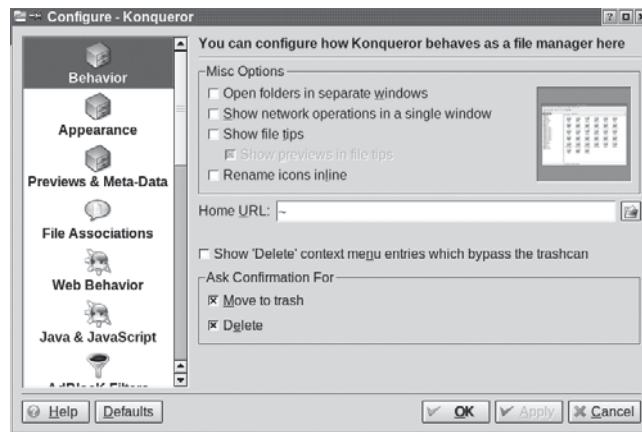 Configure - Konqueror
You can configure how Konqueror behaves as a file manager here
Behavior
Appearance
Previews & Meta-Data
File Associations
Web Behavior
Java & JavaScript
AdBlocK Filters
Misc Options
Open folders in separate windows
Show network operations in a single window
Show file tips
Show previews in file tips
Rename icons inline
Home URL: ~
Show 'Delete' context menu entries which bypass the trashcan
Ask Confirmation For
Move to trash
Delete
Help
Defaults
OK
Apply
Cancel